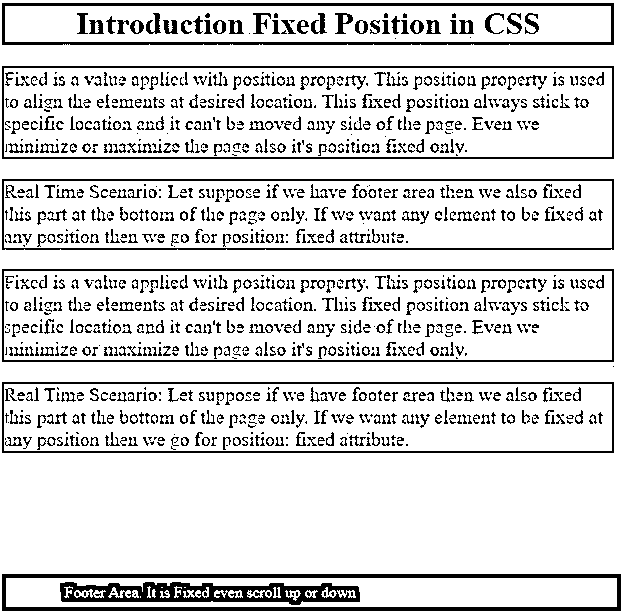 Introduction Fixed Position in CSS
Fixed is a value applied with position property. This position property is used
to align the elements at desired location. This fixed position always stick to
specific location and it can't be moved any side of the page. Even we
minimize or maximize the page also it's position fixed only.
Real Time Scenario: Let suppose if we have footer area then we also fixed
this part at the bottom of the page only. If we want any element to be fixed at
any position then we go for position: fixed attribute.
Fixed is a value applied with position property. This position property is used
to align the elements at desired location. This fixed position always stick to
specific location and it can't be moved any side of the page. Even we
minimize or maximize the page also it's position fixed only.
Real Time Scenario: Let suppose if we have footer area then we also fixed
this part at the bottom of the page only. If we want any element to be fixed at
any position then we go for position: fixed attribute.
Footer Area: It is Fixed even scroll up or down